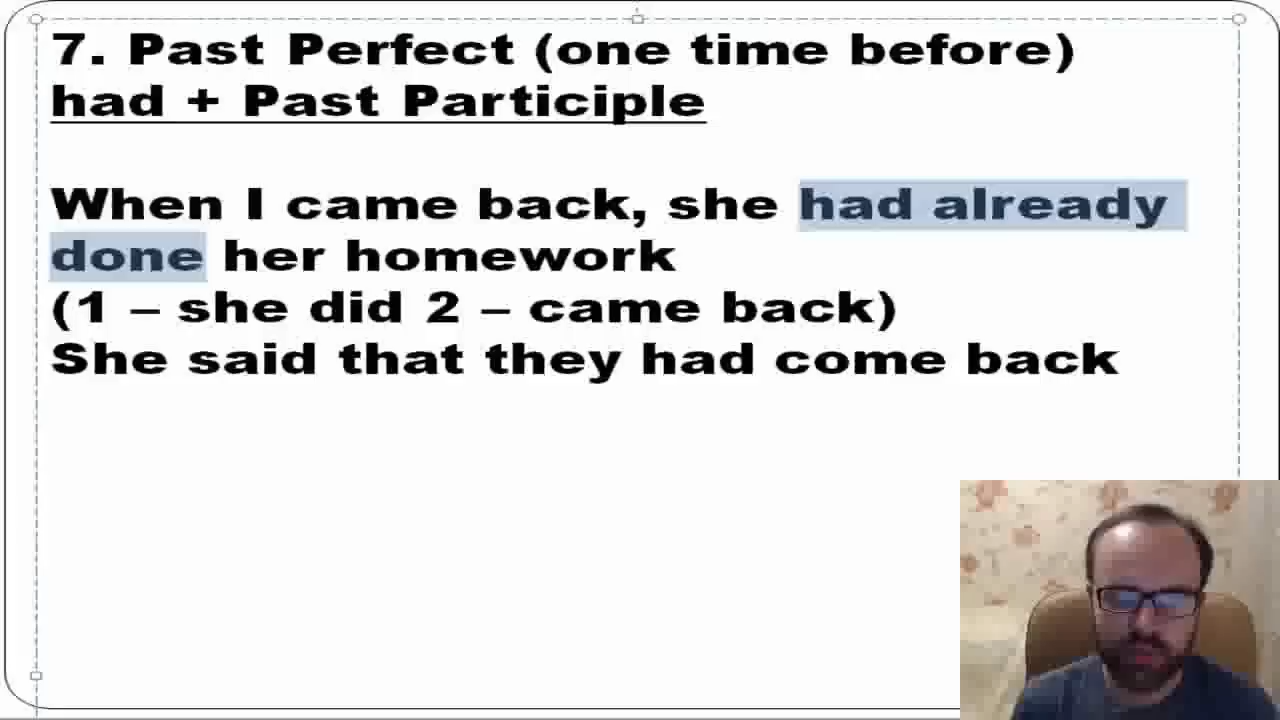 7. Past Perfect (one time before)
had + Past Participle
When I came back, she had already
done her homework
(1 – she did 2 – came back)
She said that they had come back